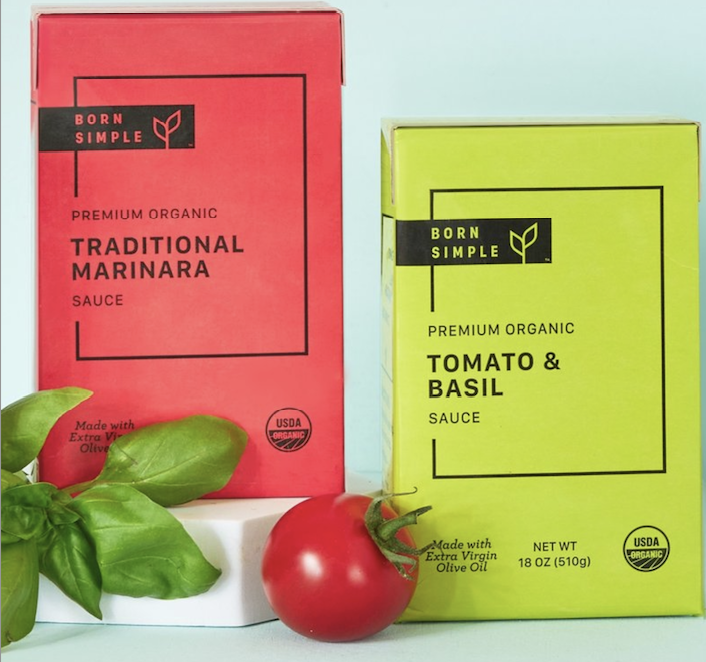 BORN
SIMPLE
PREMIUM ORGANIC
TRADITIONAL
MARINARA
SAUCE
Made with
Extra
USDA
ORGANIC
BORN
SIMPLE
PREMIUM ORGANIC
TOMATO &
BASIL
SAUCE
Made with
Extra Virgin
Olive Oil
NET WT
18 OZ (510g)
USDA
ORGANIC